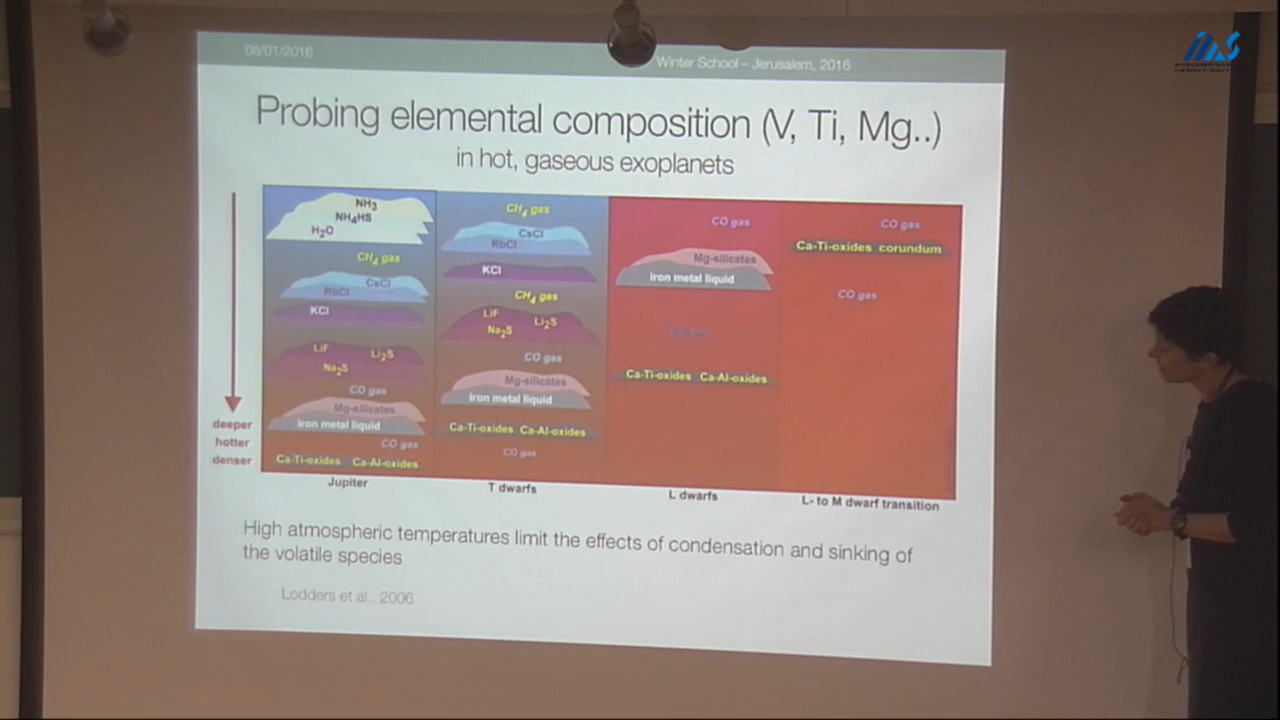 08/01/2016
Winter School – Jerusalem, 2016
Probing elemental composition (V, Ti, Mg..)
in hot, gaseous exoplanets
NH₃
NH₄HS
H₂O
CH₄ gas
CsCl
RbCl
KCl
LiF
Li₂S
Na₂S
CO gas
Mg-silicates
iron metal liquid
CO gas
Ca-Ti-oxides Ca-Al-oxides
Jupiter
CH₄ gas
CsCl
RbCl
KCl
CH₄ gas
LiF
Li₂S
Na₂S
CO gas
Mg-silicates
iron metal liquid
Ca-Ti-oxides Ca-Al-oxides
CO gas
T dwarfs
CO gas
Mg-silicates
iron metal liquid
CO gas
Ca-Ti-oxides Ca-Al-oxides
L dwarfs
CO gas
Ca-Ti-oxides corundum
CO gas
L- to M dwarf transition
deeper
hotter
denser
High atmospheric temperatures limit the effects of condensation and sinking of
the volatile species
Lodders et al., 2006